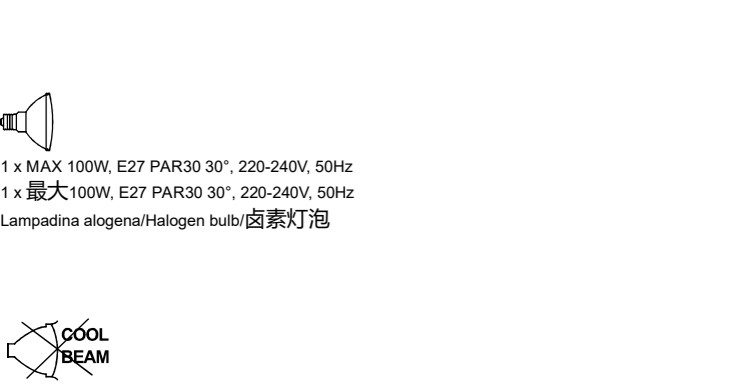 1 x MAX 100W, E27 PAR30 30°, 220-240V, 50Hz
1 x 最大100W, E27 PAR30 30°, 220-240V, 50Hz
Lampadina alogena/Halogen bulb/卤素灯泡
COOL
BEAM